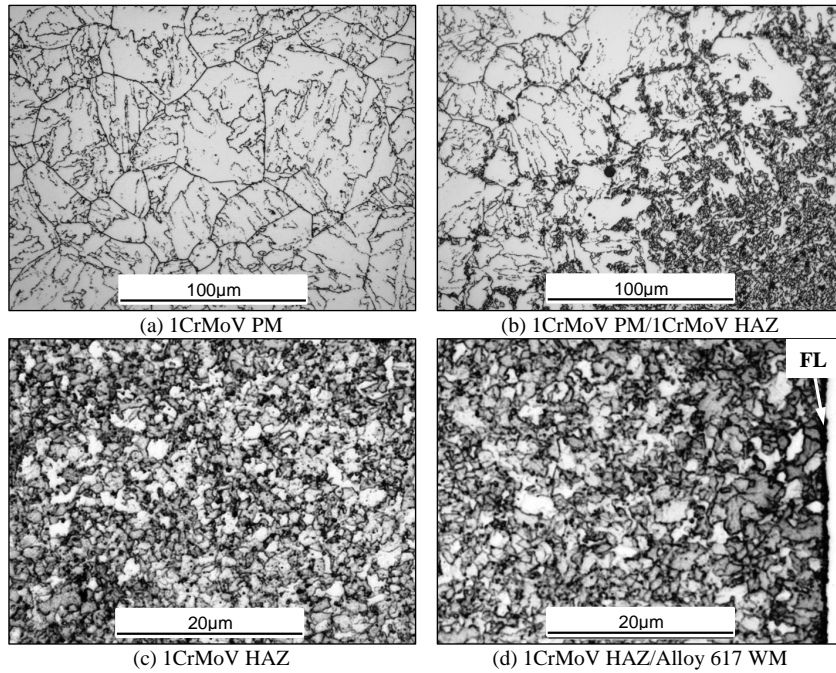 100µm
(a) 1CrMoV PM
100µm
(b) 1CrMoV PM/1CrMoV HAZ
20µm
(c) 1CrMoV HAZ
FL
20µm
(d) 1CrMoV HAZ/Alloy 617 WM